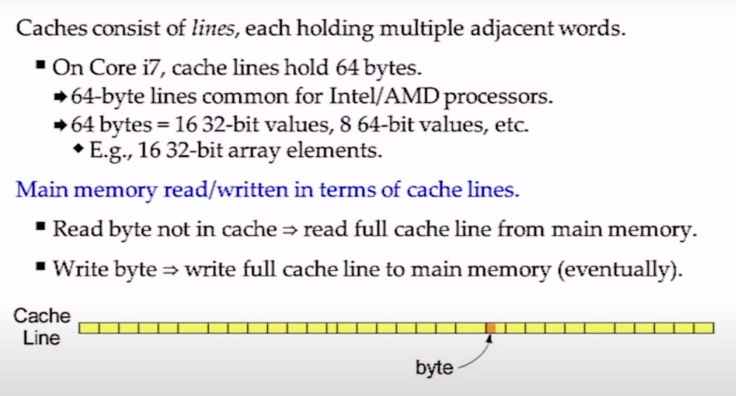 Caches consist of lines, each holding multiple adjacent words.
▪ On Core i7, cache lines hold 64 bytes.
➡ 64-byte lines common for Intel/AMD processors.
➡ 64 bytes = 16 32-bit values, 8 64-bit values, etc.
◆ E.g., 16 32-bit array elements.
Main memory read/written in terms of cache lines.
▪ Read byte not in cache ⇒ read full cache line from main memory.
▪ Write byte ⇒ write full cache line to main memory (eventually).
Cache
Line
byte